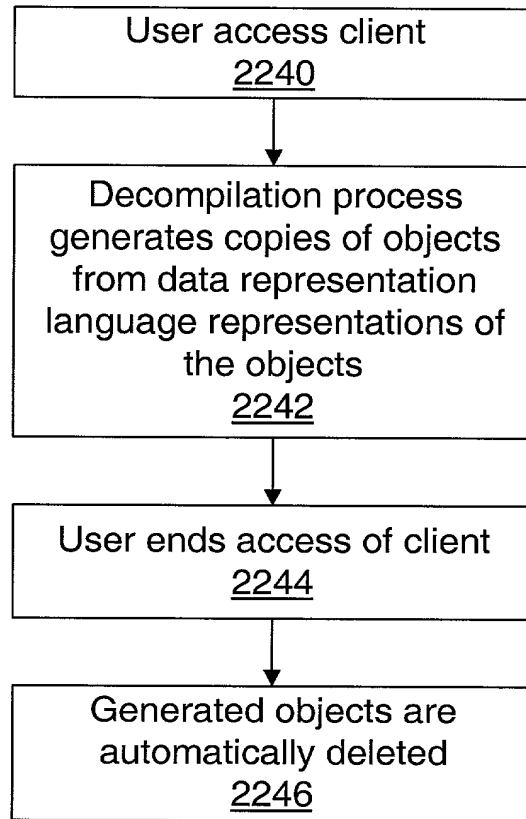 User access client
2240
Decompilation process
generates copies of objects
from data representation
language representations of
the objects
2242
User ends access of client
2244
Generated objects are
automatically deleted
2246